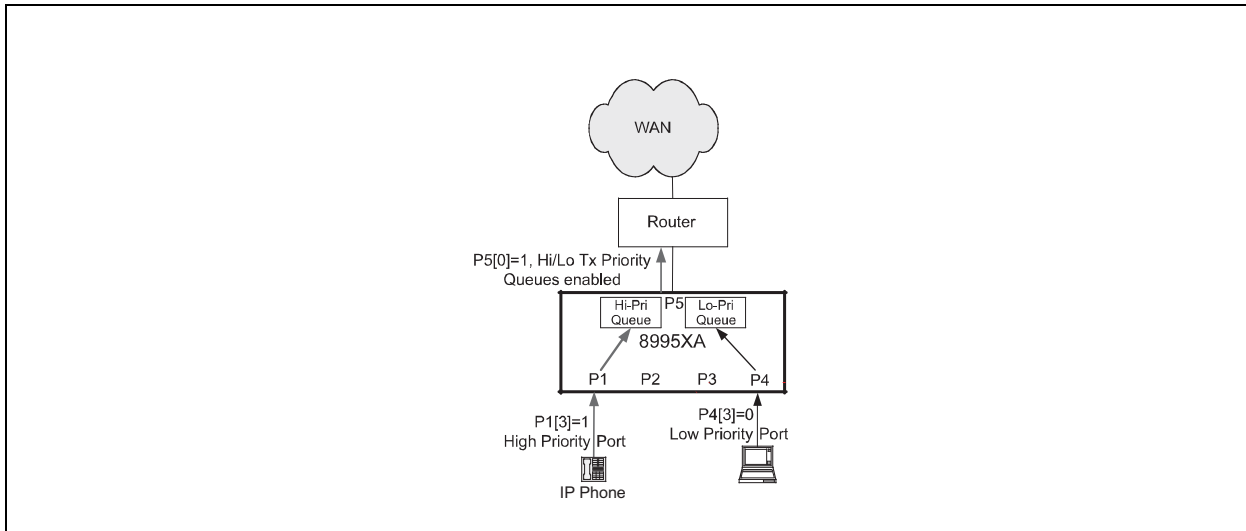 WAN
Router
P5[0]=1, Hi/Lo Tx Priority
Queues enabled
Hi-Pri
Queue
P5
Lo-Pri
Queue
8995XA
P1 P2 P3 P4
P1[3]=1
High Priority Port
P4[3]=0
Low Priority Port
IP Phone